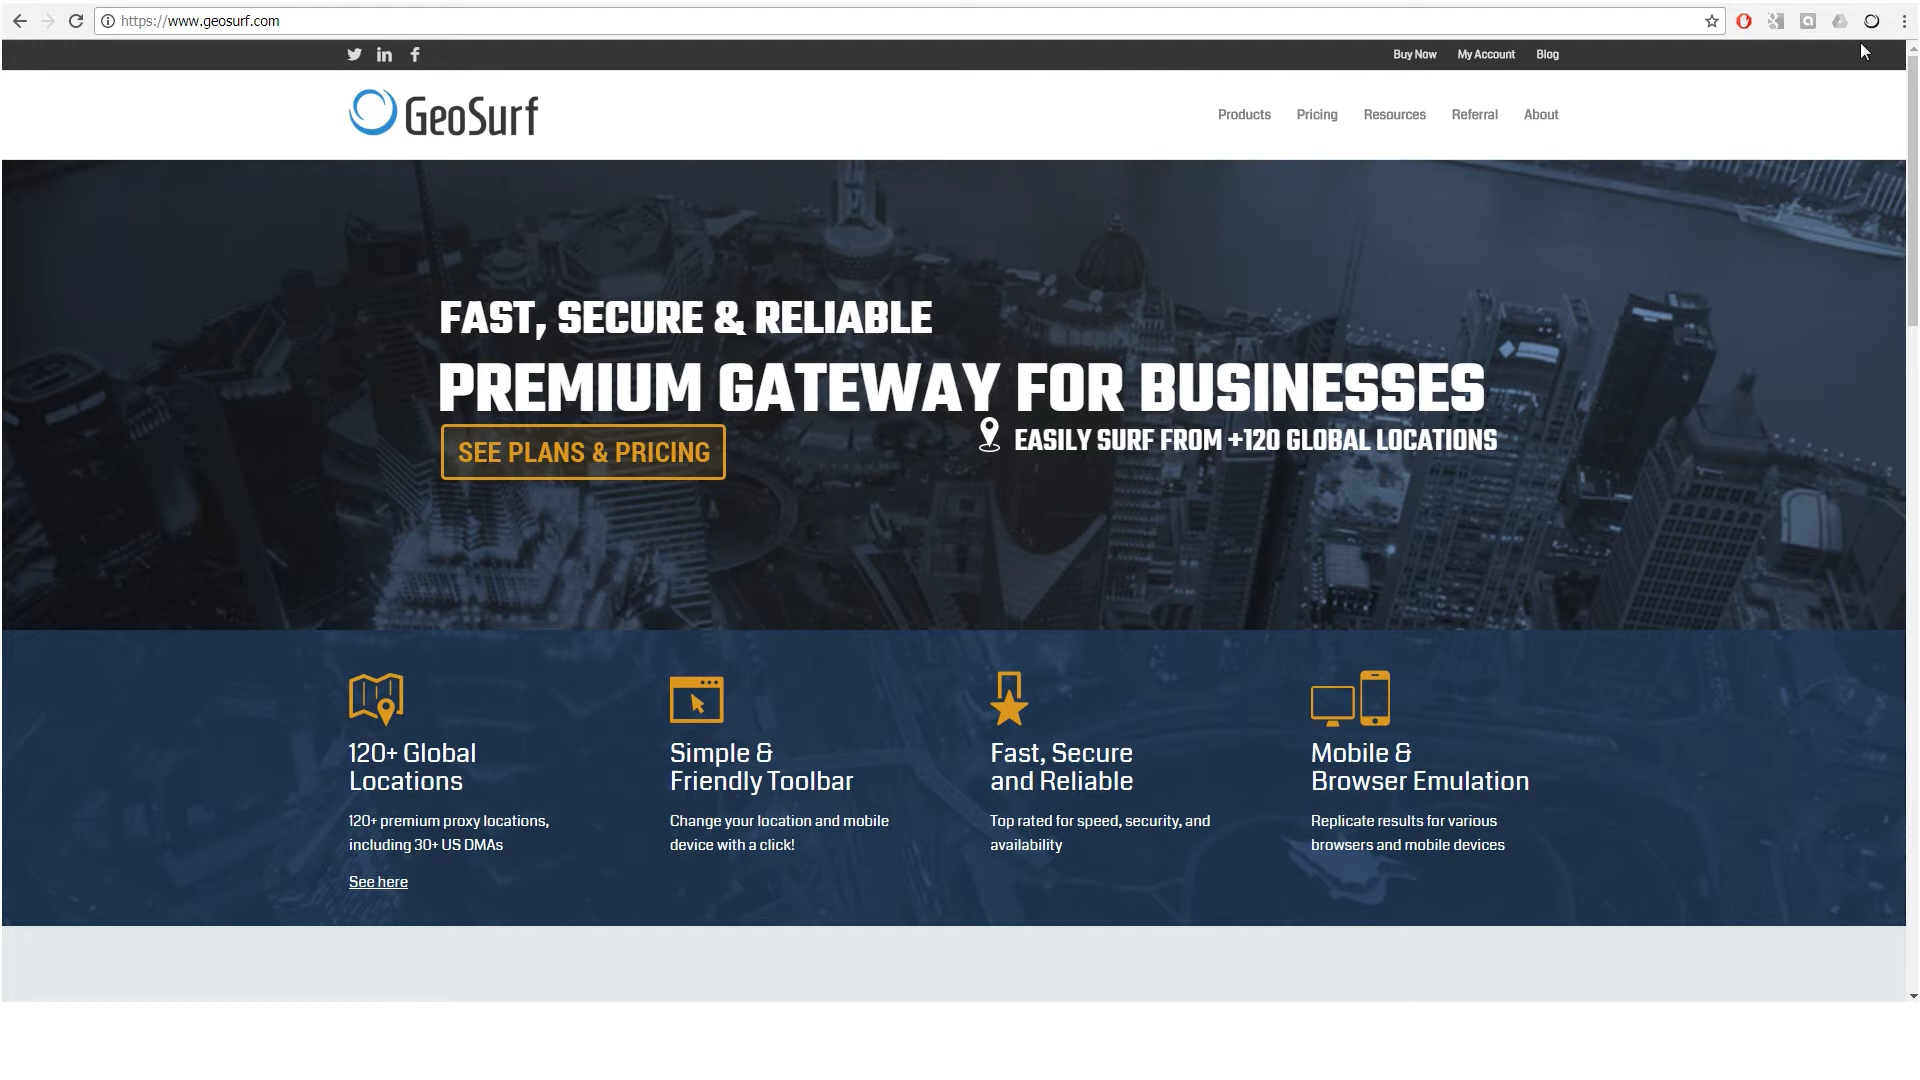 https://www.geosurf.com
Buy Now My Account Blog
GeoSurf
Products Pricing Resources Referral About
FAST, SECURE & RELIABLE
PREMIUM GATEWAY FOR BUSINESSES
SEE PLANS & PRICING
EASILY SURF FROM +120 GLOBAL LOCATIONS
120+ Global
Locations
120+ premium proxy locations,
including 30+ US DMAs
See here
Simple &
Friendly Toolbar
Change your location and mobile
device with a click!
Fast, Secure
and Reliable
Top rated for speed, security, and
availability
Mobile &
Browser Emulation
Replicate results for various
browsers and mobile devices